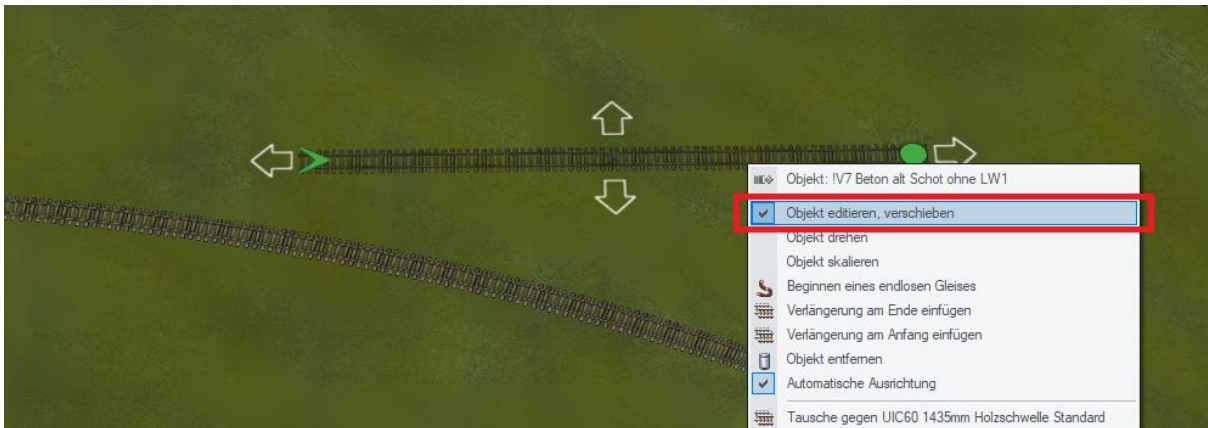 Objekt: !V7 Beton alt Schot ohne LW1
Objekt editieren, verschieben
Objekt drehen
Objekt skalieren
Beginnen eines endlosen Gleises
Verlängerung am Ende einfügen
Verlängerung am Anfang einfügen
Objekt entfernen
Automatische Ausrichtung
Tausche gegen UIC60 1435mm Holzschwelle Standard